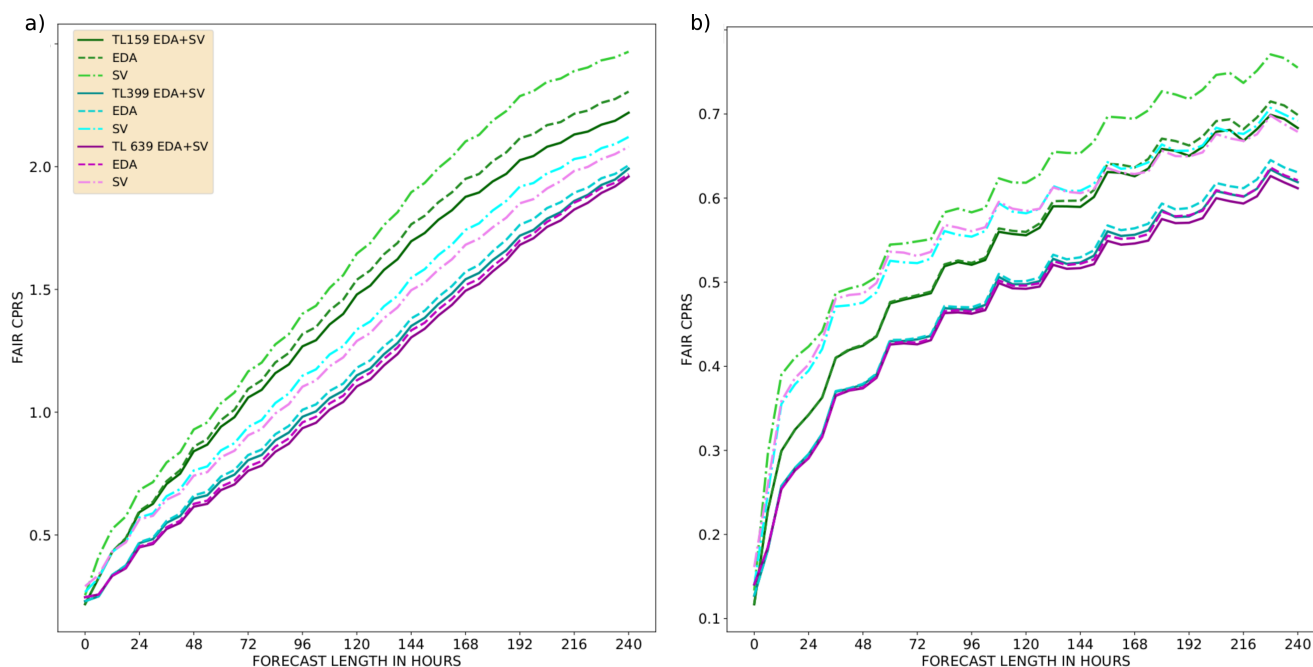 a)
TL159 EDA+SV
EDA
SV
TL399 EDA+SV
EDA
SV
TL 639 EDA+SV
EDA
SV
2.0
1.5
1.0
0.5
FAIR CPRS
0 24 48 72 96 120 144 168 192 216 240
FORECAST LENGTH IN HOURS
b)
0.7
0.6
0.5
0.4
0.3
0.2
0.1
FAIR CPRS
0 24 48 72 96 120 144 168 192 216 240
FORECAST LENGTH IN HOURS